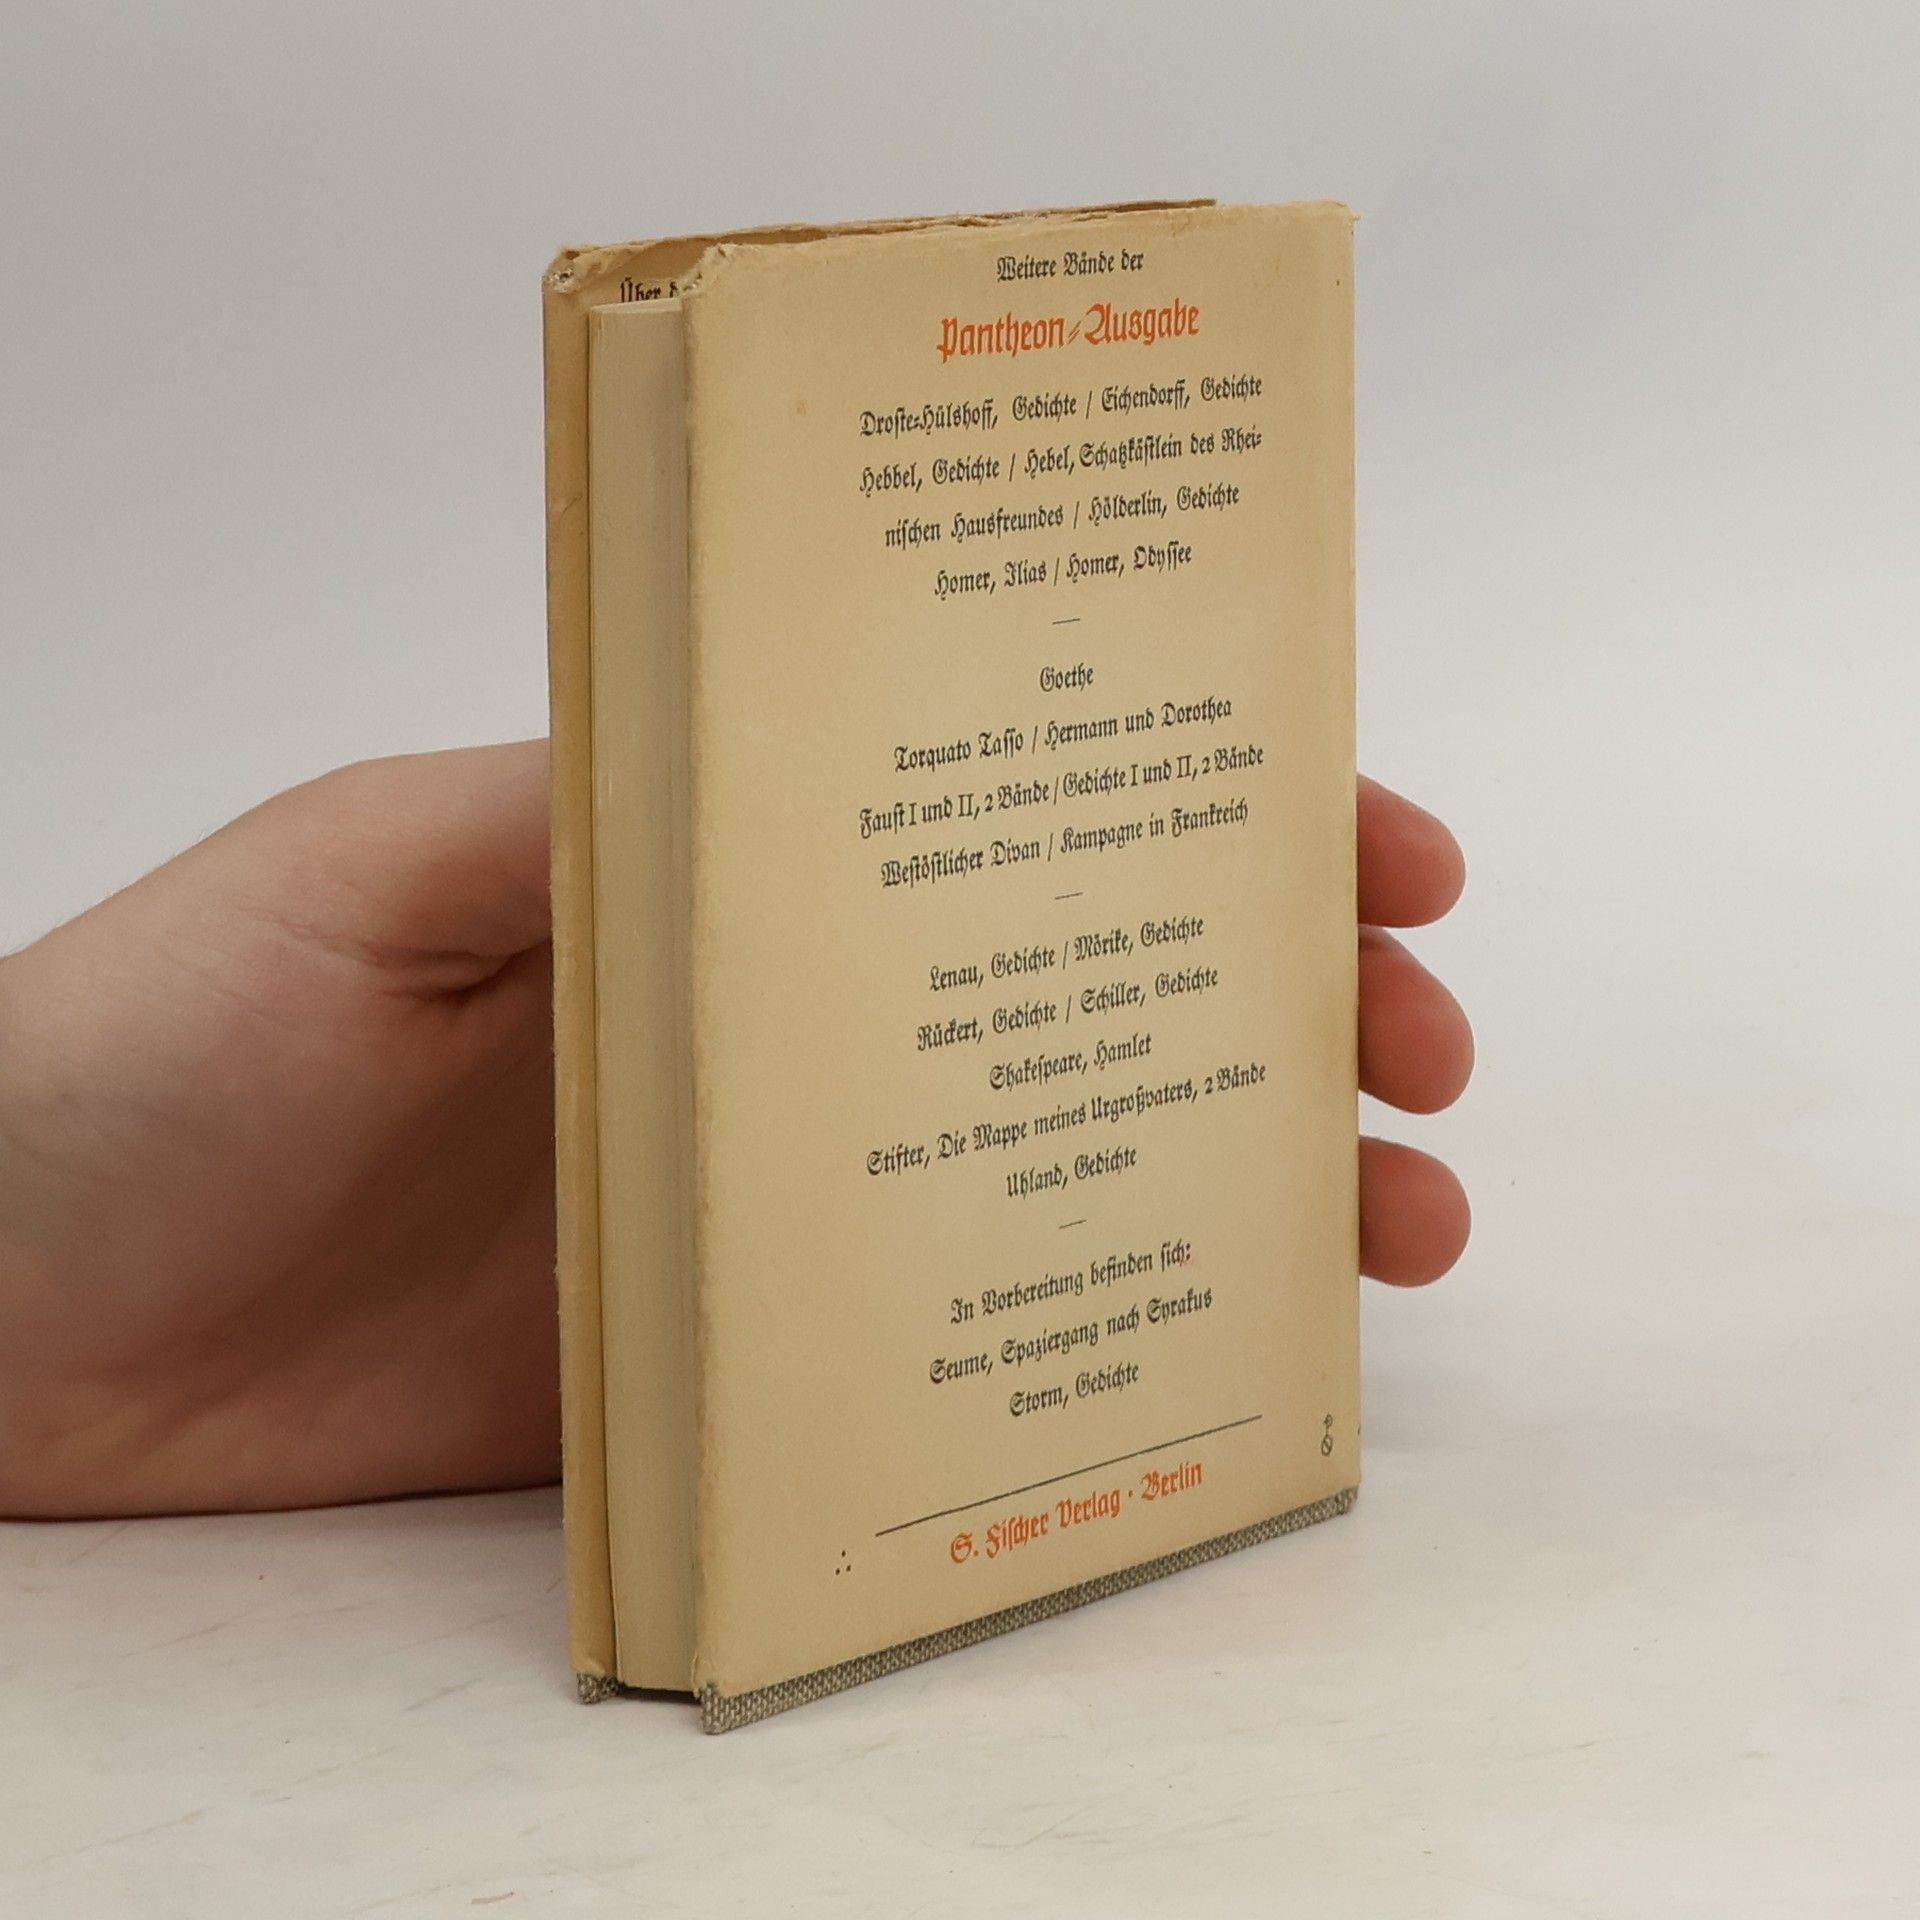 Über
Weitere Bände der
Pantheon-Ausgabe
Droste-Hülshoff, Gedichte / Eichendorff, Gedichte
Hebbel, Gedichte / Hebel, Schatzkästlein des Rhei-
nischen Hausfreundes / Hölderlin, Gedichte
Homer, Ilias / Homer, Odyssee
Goethe
Torquato Tasso / Hermann und Dorothea
Faust I und II, 2 Bände / Gedichte I und II, 2 Bände
Westöstlicher Divan / Kampagne in Frankreich
Lenau, Gedichte / Mörike, Gedichte
Rückert, Gedichte / Schiller, Gedichte
Shakespeare, Hamlet
Stifter, Die Mappe meines Urgroßvaters, 2 Bände
Uhland, Gedichte
In Vorbereitung befinden sich:
Seume, Spaziergang nach Syrakus
Storm, Gedichte
S. Fischer Verlag · Berlin